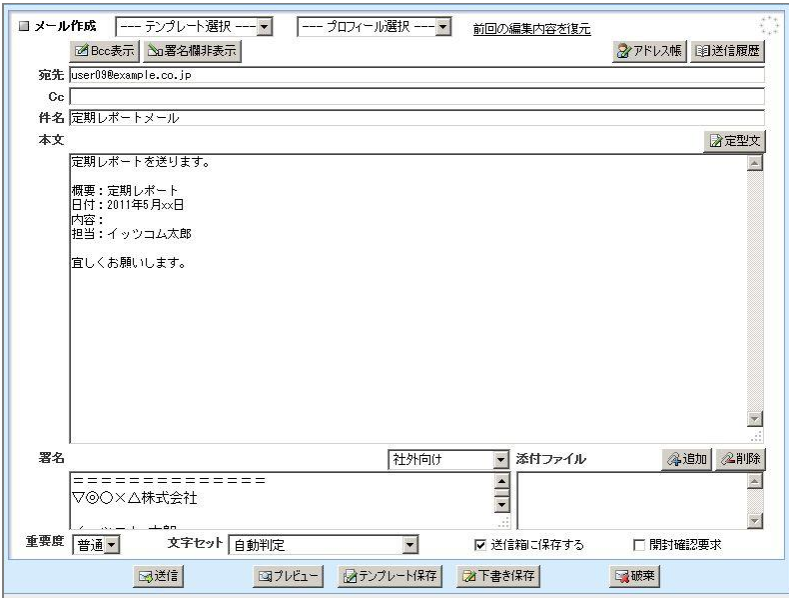 メール作成 --- テンプレート選択 --- --- プロフィール選択 --- 前回の編集内容を復元
Bcc表示 署名欄非表示 アドレス帳 送信履歴
宛先 user09@example.co.jp
Cc
件名 定期レポートメール
本文 定型文
定期レポートを送ります。
概要：定期レポート
日付：2011年5月xx日
内容：
担当：イッツコム太郎
宜しくお願いします。
署名 社外向け 添付ファイル 追加 削除
＝＝＝＝＝＝＝＝＝＝＝＝＝＝
▽◎○×△株式会社
重要度 普通 文字セット 自動判定 送信箱に保存する 開封確認要求
送信 プレビュー テンプレート保存 下書き保存 破棄